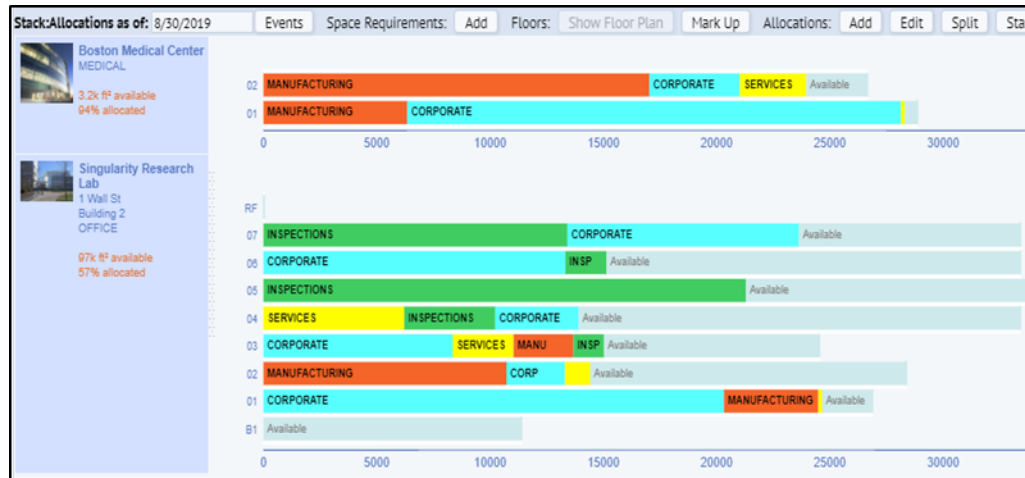 Stack:Allocations as of: 8/30/2019 Events Space Requirements: Add Floors: Show Floor Plan Mark Up Allocations: Add Edit Split Sta
Boston Medical Center
MEDICAL
3.2k ft² available
94% allocated
02 MANUFACTURING CORPORATE SERVICES Available
01 MANUFACTURING CORPORATE
0 5000 10000 15000 20000 25000 30000
Singularity Research
Lab
1 Wall St
Building 2
OFFICE
97k ft² available
57% allocated
RF
07 INSPECTIONS CORPORATE Available
06 CORPORATE INSP Available
05 INSPECTIONS Available
04 SERVICES INSPECTIONS CORPORATE Available
03 CORPORATE SERVICES MANU INSP Available
02 MANUFACTURING CORP Available
01 CORPORATE MANUFACTURING Available
B1 Available
0 5000 10000 15000 20000 25000 30000